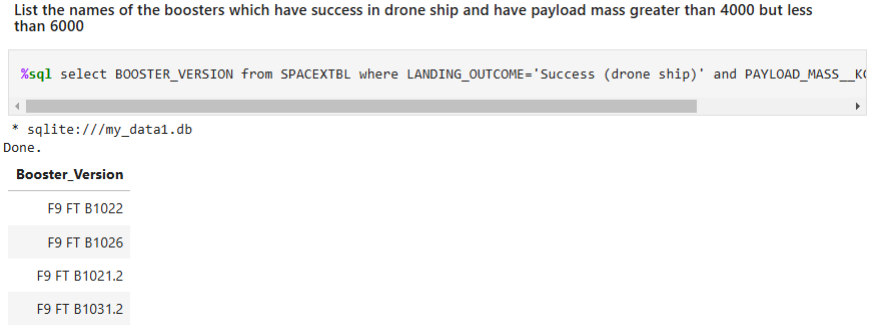 List the names of the boosters which have success in drone ship and have payload mass greater than 4000 but less
than 6000
%sql select BOOSTER_VERSION from SPACEXTBL where LANDING_OUTCOME='Success (drone ship)' and PAYLOAD_MASS__K
* sqlite:///my_data1.db
Done.
Booster_Version
F9 FT B1022
F9 FT B1026
F9 FT B1021.2
F9 FT B1031.2